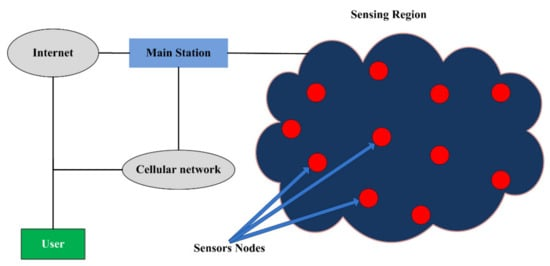 Sensing Region
Internet
Main Station
Cellular network
User
Sensors Nodes